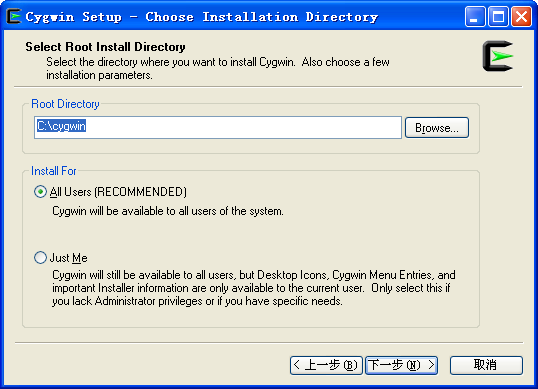 Cygwin Setup - Choose Installation Directory
Select Root Install Directory
Select the directory where you want to install Cygwin. Also choose a few
installation parameters.
Root Directory
C:\cygwin
Browse...
Install For
All Users (RECOMMENDED)
Cygwin will be available to all users of the system.
Just Me
Cygwin will still be available to all users, but Desktop Icons, Cygwin Menu Entries, and
important Installer information are only available to the current user. Only select this if
you lack Administrator privileges or if you have specific needs.
< 上一步(B)
下一步(N) >
取消